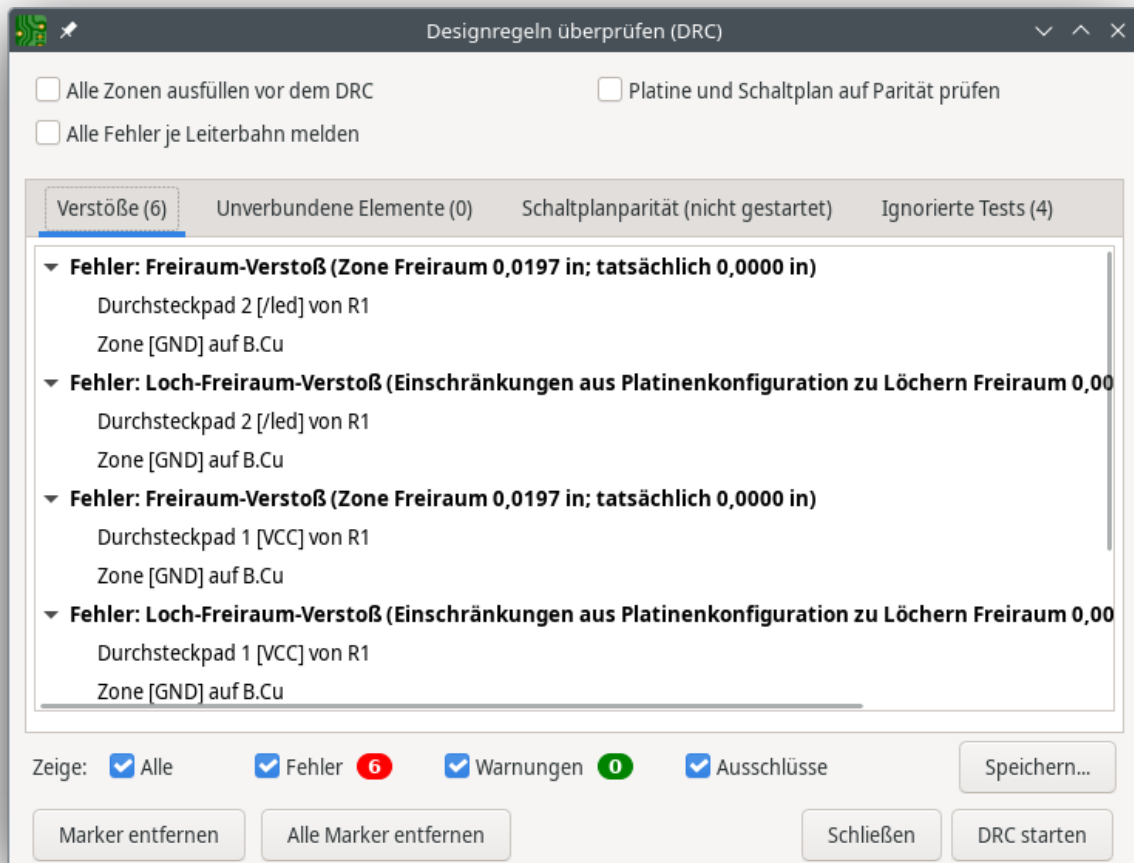 Designregeln überprüfen (DRC)
Alle Zonen ausfüllen vor dem DRC
Platine und Schaltplan auf Parität prüfen
Alle Fehler je Leiterbahn melden
Verstöße (6) Unverbundene Elemente (0) Schaltplanparität (nicht gestartet) Ignorierte Tests (4)
Fehler: Freiraum-Verstoß (Zone Freiraum 0,0197 in; tatsächlich 0,0000 in)
Durchsteckpad 2 [/led] von R1
Zone [GND] auf B.Cu
Fehler: Loch-Freiraum-Verstoß (Einschränkungen aus Platinenkonfiguration zu Löchern Freiraum 0,00
Durchsteckpad 2 [/led] von R1
Zone [GND] auf B.Cu
Fehler: Freiraum-Verstoß (Zone Freiraum 0,0197 in; tatsächlich 0,0000 in)
Durchsteckpad 1 [VCC] von R1
Zone [GND] auf B.Cu
Fehler: Loch-Freiraum-Verstoß (Einschränkungen aus Platinenkonfiguration zu Löchern Freiraum 0,00
Durchsteckpad 1 [VCC] von R1
Zone [GND] auf B.Cu
Zeige: Alle Fehler 6 Warnungen 0 Ausschlüsse Speichern...
Marker entfernen Alle Marker entfernen Schließen DRC starten